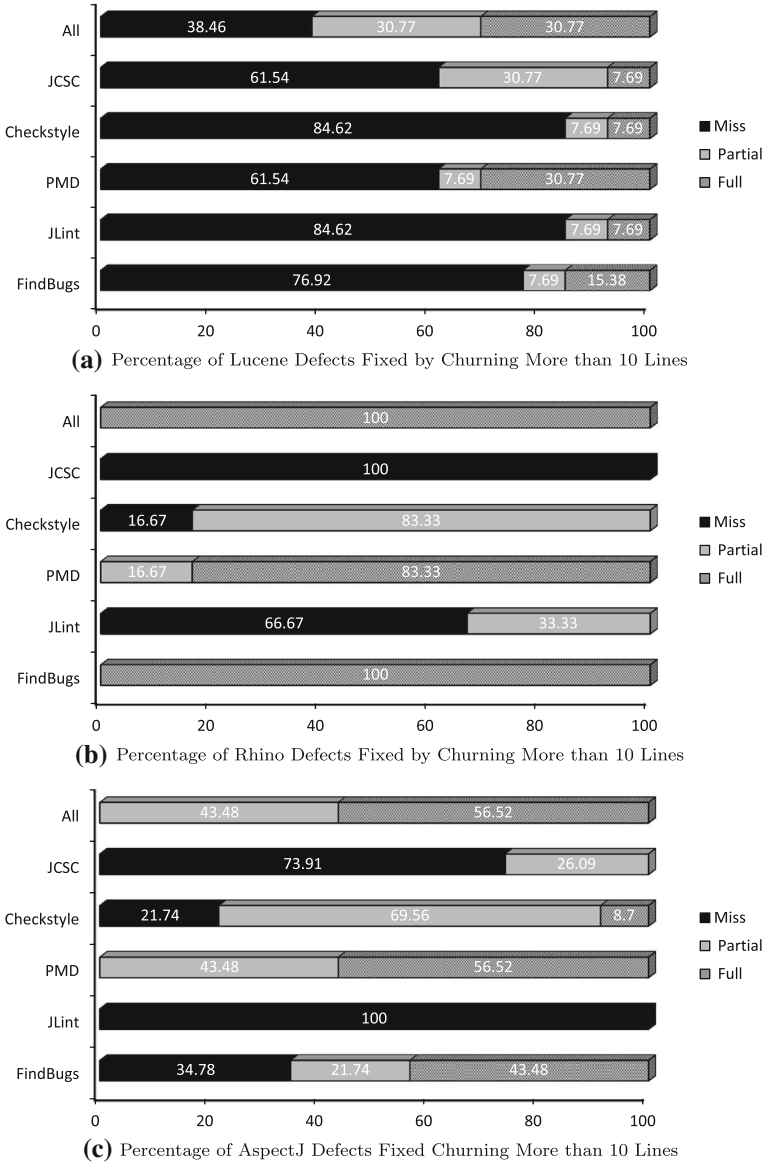 All 38.46 30.77 30.77
JCSC 61.54 30.77 7.69
Checkstyle 84.62 7.69 7.69
PMD 61.54 7.69 30.77
JLint 84.62 7.69 7.69
FindBugs 76.92 7.69 15.38
Miss
Partial
Full
0 20 40 60 80 100
(a) Percentage of Lucene Defects Fixed by Churning More than 10 Lines
All 100
JCSC 100
Checkstyle 16.67 83.33
PMD 16.67 83.33
JLint 66.67 33.33
FindBugs 100
Miss
Partial
Full
0 20 40 60 80 100
(b) Percentage of Rhino Defects Fixed by Churning More than 10 Lines
All 43.48 56.52
JCSC 73.91 26.09
Checkstyle 21.74 69.56 8.7
PMD 43.48 56.52
JLint 100
FindBugs 34.78 21.74 43.48
Miss
Partial
Full
0 20 40 60 80 100
(c) Percentage of AspectJ Defects Fixed Churning More than 10 Lines